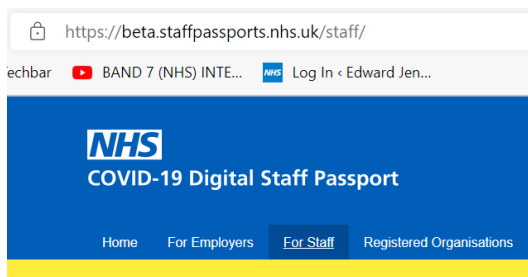 https://beta.staffpassports.nhs.uk/staff/
echbar BAND 7 (NHS) INTE... NHS Log In ‹ Edward Jen...
NHS
COVID-19 Digital Staff Passport
Home For Employers For Staff Registered Organisations